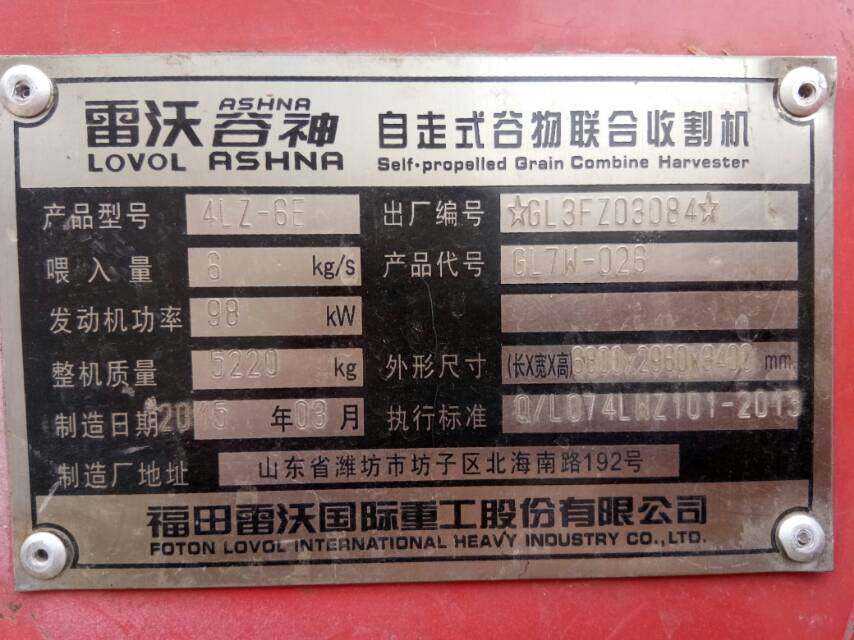 雷沃 ASHNA 谷神 自走式谷物联合收割机
LOVOL ASHNA Self-propelled Grain Combine Harvester
产品型号 4LZ-6E 出厂编号 ☆GL3FZ03084☆
喂入量 6 kg/s 产品代号 GL7W-026
发动机功率 98 kW
整机质量 5220 kg 外形尺寸 (长X宽X高) 6800x2960x3400 mm
制造日期 2015 年 03 月 执行标准 Q/LC74LWZ101-2013
制造厂地址 山东省潍坊市坊子区北海南路192号
福田雷沃国际重工股份有限公司
FOTON LOVOL INTERNATIONAL HEAVY INDUSTRY CO.,LTD.